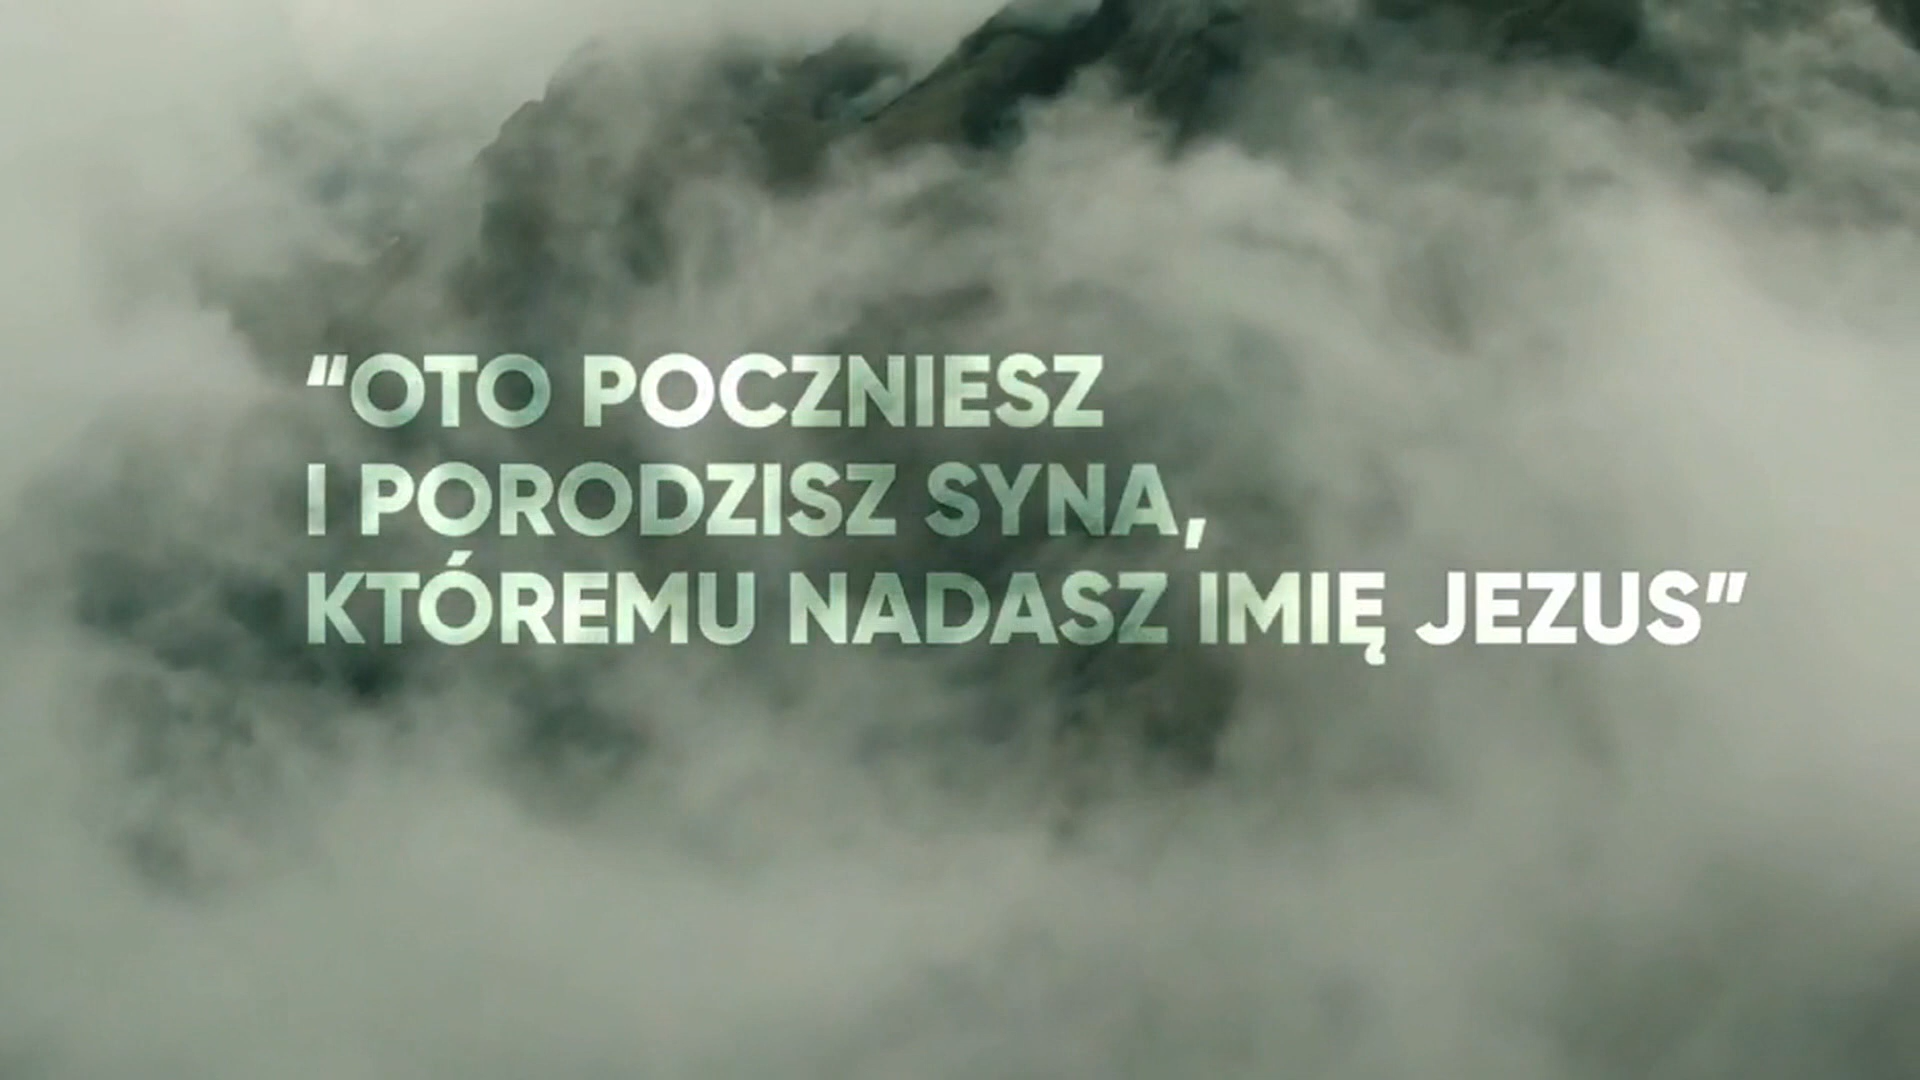 “OTO POCZNIESZ
I PORODZISZ SYNA,
KTÓREMU NADASZ IMIĘ JEZUS”